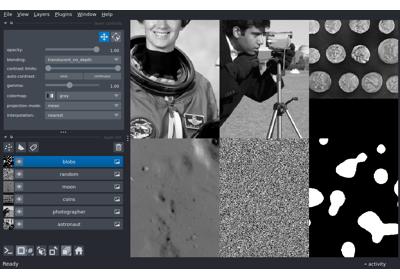 File View Layers Plugins Window Help
opacity: 1.00
blending: translucent_no_depth
contrast limits:
auto-contrast: once continuous
gamma: 1.00
colormap: gray
projection mode: mean
interpolation: nearest
blobs
random
moon
coins
photographer
astronaut
Ready
activity